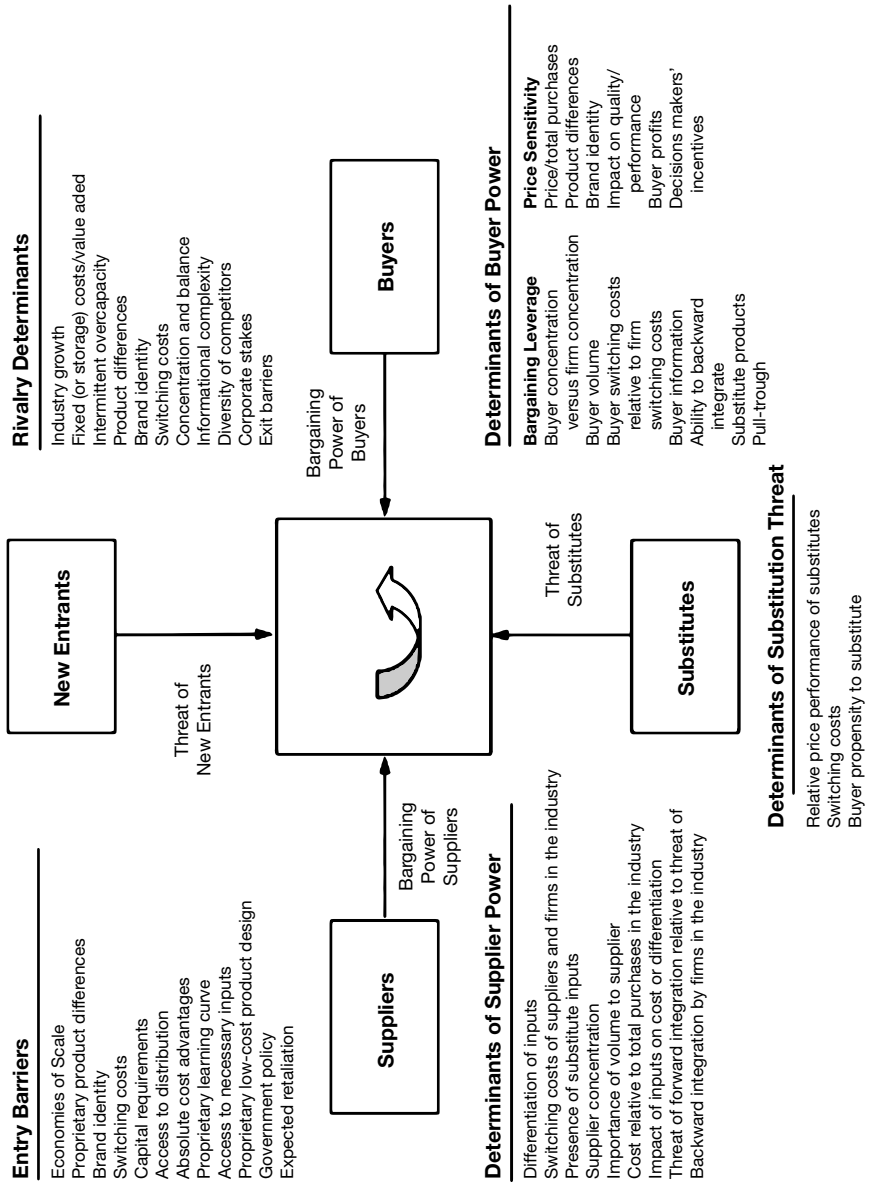 Entry Barriers
Economies of Scale
Proprietary product differences
Brand identity
Switching costs
Capital requirements
Access to distribution
Absolute cost advantages
Proprietary learning curve
Access to necessary inputs
Proprietary low-cost product design
Government policy
Expected retaliation
New Entrants
Threat of
New Entrants
Rivalry Determinants
Industry growth
Fixed (or storage) costs/value aded
Intermittent overcapacity
Product differences
Brand identity
Switching costs
Concentration and balance
Informational complexity
Diversity of competitors
Corporate stakes
Exit barriers
Suppliers
Bargaining
Power of
Suppliers
Bargaining
Power of
Buyers
Buyers
Determinants of Supplier Power
Differentiation of inputs
Switching costs of suppliers and firms in the industry
Presence of substitute inputs
Supplier concentration
Importance of volume to supplier
Cost relative to total purchases in the industry
Impact of inputs on cost or differentiation
Threat of forward integration relative to threat of
Backward integration by firms in the industry
Threat of
Substitutes
Substitutes
Determinants of Substitution Threat
Relative price performance of substitutes
Switching costs
Buyer propensity to substitute
Determinants of Buyer Power
Bargaining Leverage
Buyer concentration
versus firm concentration
Buyer volume
Buyer switching costs
relative to firm
switching costs
Buyer information
Ability to backward
integrate
Substitute products
Pull-trough
Price Sensitivity
Price/total purchases
Product differences
Brand identity
Impact on quality/
performance
Buyer profits
Decisions makers'
incentives